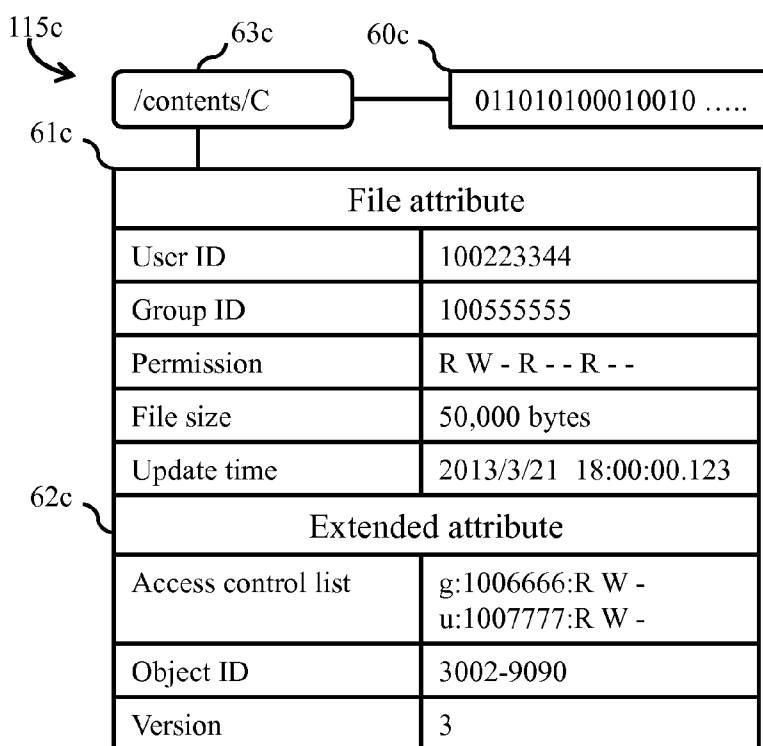 115c
63c
60c
/contents/C
011010100010010 .....
61c
File attribute
User ID 100223344
Group ID 100555555
Permission R W - R - - R - -
File size 50,000 bytes
Update time 2013/3/21 18:00:00.123
62c
Extended attribute
Access control list g:1006666:R W -
u:1007777:R W -
Object ID 3002-9090
Version 3